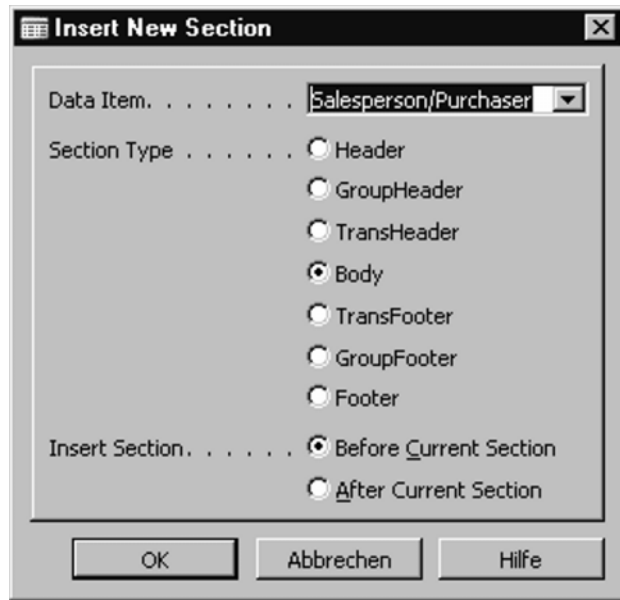 Insert New Section
Data Item. . . . . . . . Salesperson/Purchaser
Section Type . . . . . . Header
GroupHeader
TransHeader
Body
TransFooter
GroupFooter
Footer
Insert Section. . . . . . Before Current Section
After Current Section
OK Abbrechen Hilfe